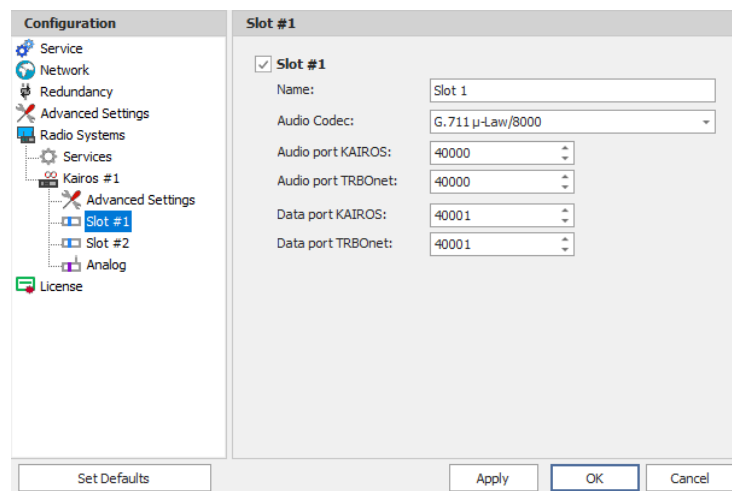 Configuration
Service
Network
Redundancy
Advanced Settings
Radio Systems
Services
Kairos #1
Advanced Settings
Slot #1
Slot #2
Analog
License
Slot #1
Slot #1
Name: Slot 1
Audio Codec: G.711 µ-Law/8000
Audio port KAIROS: 40000
Audio port TRBOnet: 40000
Data port KAIROS: 40001
Data port TRBOnet: 40001
Set Defaults Apply OK Cancel